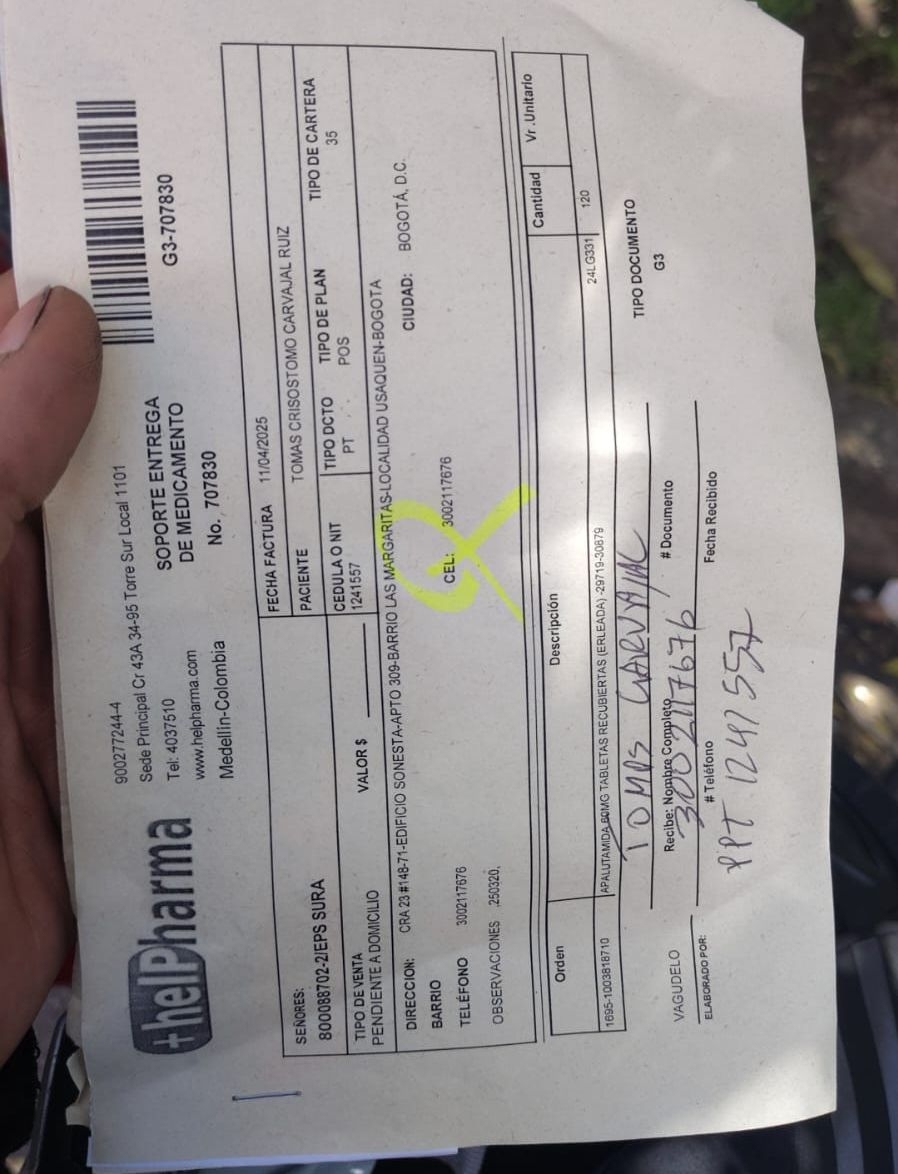 helPharma
900277244-4
Sede Principal Cr 43A 34-95 Torre Sur Local 1101
Tel: 4037510
www.helpharma.com
Medellin-Colombia
SOPORTE ENTREGA
DE MEDICAMENTO
No. 707830
G3-707830
SEÑORES:
800088702-2|EPS SURA
FECHA FACTURA 11/04/2025
PACIENTE TOMAS CRISOSTOMO CARVAJAL RUIZ
TIPO DE VENTA VALOR $
PENDIENTE A DOMICILIO
CEDULA O NIT TIPO DCTO TIPO DE PLAN TIPO DE CARTERA
1241557 PT POS 35
DIRECCION: CRA 23 #148-71-EDIFICIO SONESTA-APTO 309-BARRIO LAS MARGARITAS-LOCALIDAD USAQUEN-BOGOTA
BARRIO CIUDAD: BOGOTÁ, D.C.
TELÉFONO 3002117676 CEL: 3002117676
OBSERVACIONES .250320.
Orden Descripción Cantidad Vr .Unitario
1695-1003818710 APALUTAMIDA 60MG TABLETAS RECUBIERTAS (ERLEADA) -29719-30879 24LG331 120
TOMAS CARVAJAL
VAGUDELO Recibe: Nombre Completo # Documento TIPO DOCUMENTO
3002117676 G3
ELABORADO POR: # Teléfono Fecha Recibido
PPT 1241557